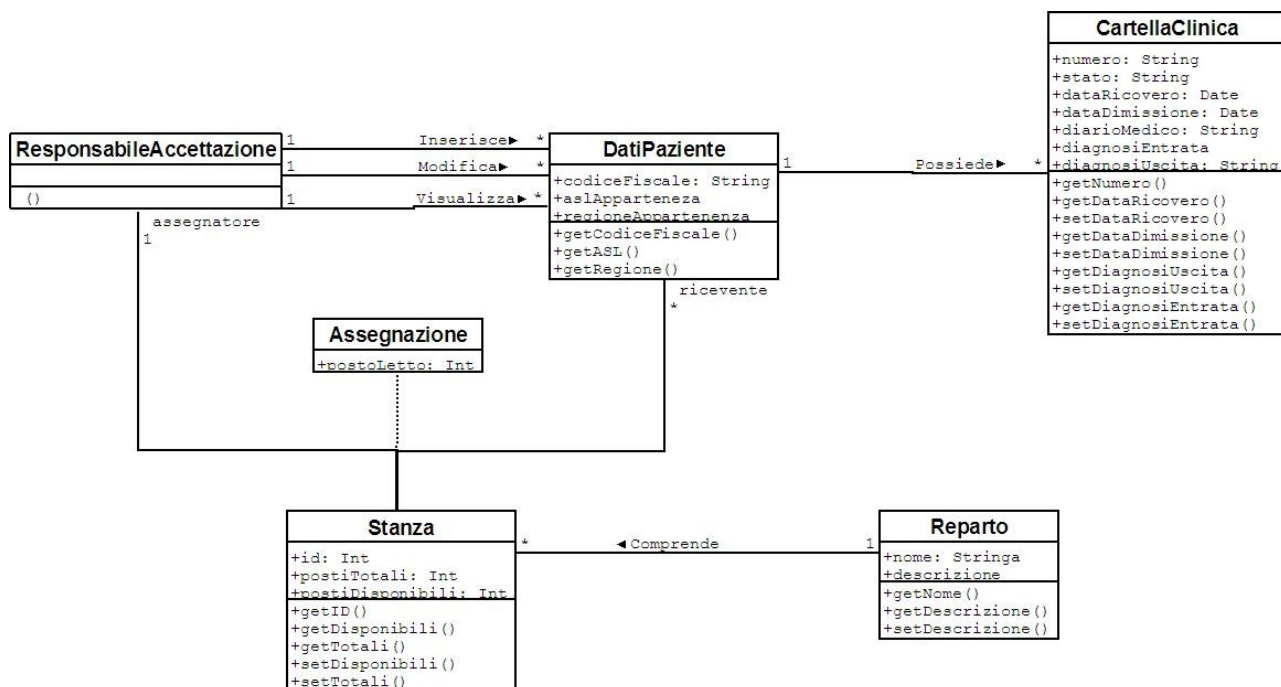 CartellaClinica
+numero: String
+stato: String
+dataRicovero: Date
+dataDimissione: Date
+diarioMedico: String
+diagnosiEntrata
+diagnosiUscita: String
+getNumero()
+getDataRicovero()
+setDataRicovero()
+getDataDimissione()
+setDataDimissione()
+getDiagnosiUscita()
+setDiagnosiUscita()
+getDiagnosiEntrata()
+setDiagnosiEntrata()
ResponsabileAccettazione
()
1 Inserisce► *
1 Modifica► *
1 Visualizza► *
assegnatore
1
DatiPaziente
+codiceFiscale: String
+aslApparteneza
+regioneAppartenenza
+getCodiceFiscale()
+getASL()
+getRegione()
1 Possiede► *
ricevente
*
Assegnazione
+postoLetto: Int
Stanza
+id: Int
+postiTotali: Int
+postiDisponibili: Int
+getID()
+getDisponibili()
+getTotali()
+setDisponibili()
+setTotali()
* ◄Comprende 1
Reparto
+nome: Stringa
+descrizione
+getNome()
+getDescrizione()
+setDescrizione()